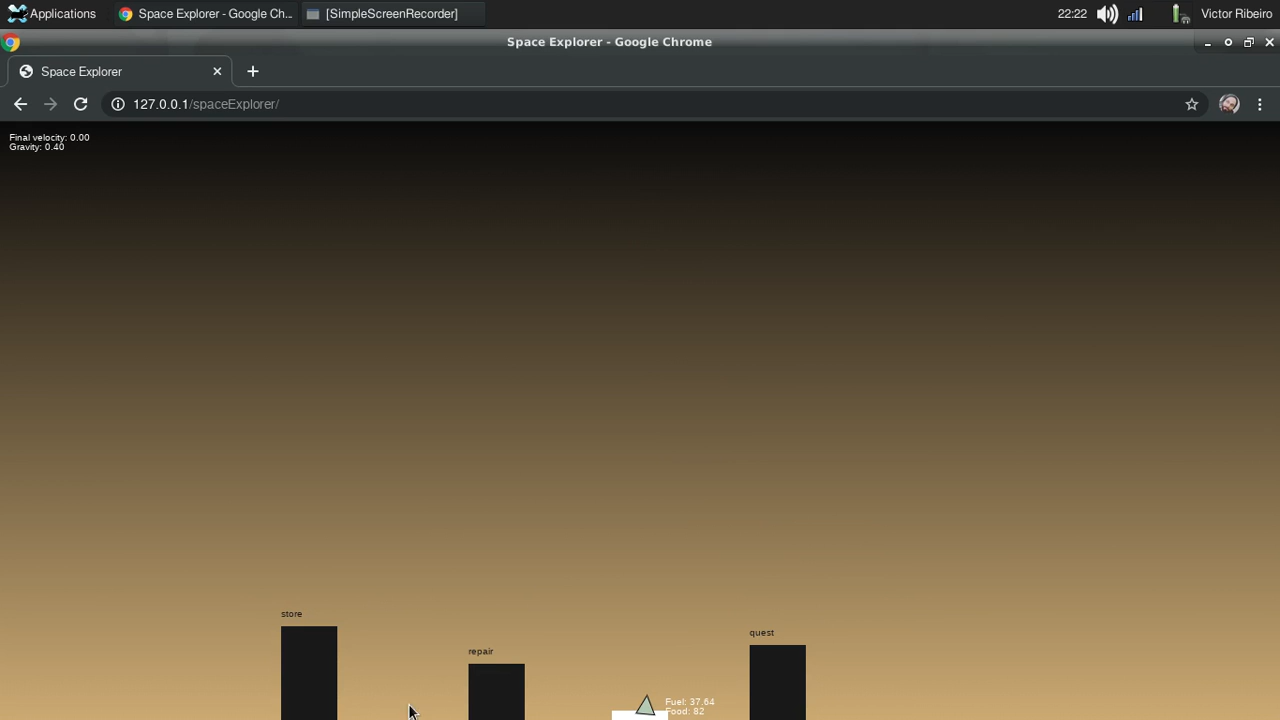 Applications
Space Explorer - Google Ch...
[SimpleScreenRecorder]
22:22
Victor Ribeiro
Space Explorer - Google Chrome
Space Explorer
127.0.0.1/spaceExplorer/
Final velocity: 0.00
Gravity: 0.40
store
quest
repair
Fuel: 37.64
Food: 82